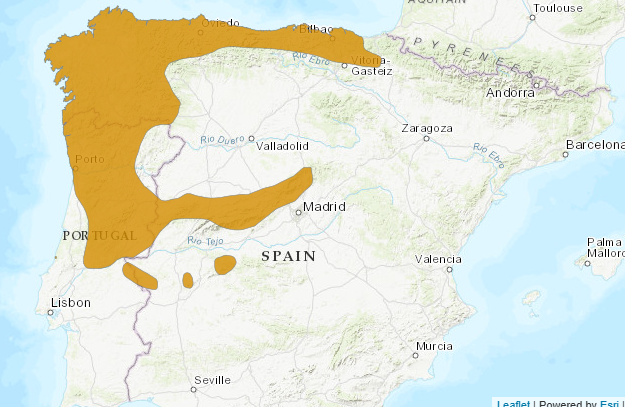 AQUITAIN
Toulouse
Oviedo
Bilbao
PYRENEES
Vitoria-
Gasteiz
Rio Ebro
Andorra
Zaragoza
Rio Duero
Valladolid
Rio Ebro
Barcelona
Porto
Madrid
PORTUGAL
Rio Tejo
SPAIN
Palma
Mallorc
Valencia
Lisbon
Murcia
Seville
Leaflet | Powered by Esri |